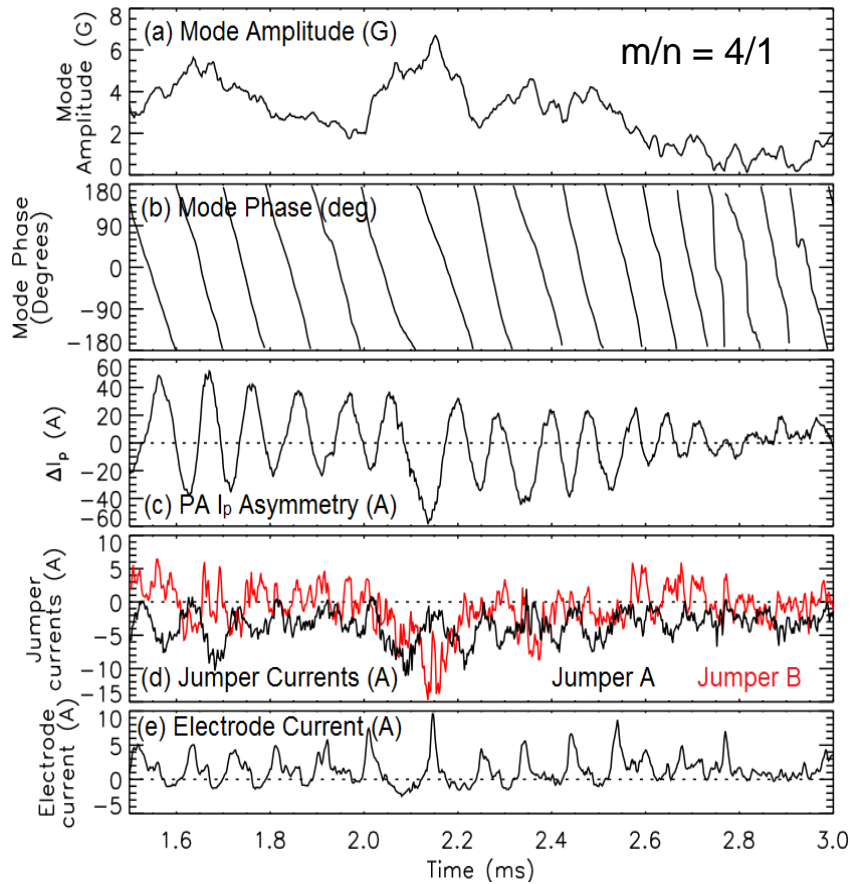 (a) Mode Amplitude (G)
m/n = 4/1
Mode
Amplitude (G)
8
6
4
2
0
(b) Mode Phase (deg)
Mode Phase
(Degrees)
180
90
0
-90
-180
ΔIp (A)
60
40
20
0
-20
-40
-60
(c) PA Ip Asymmetry (A)
Jumper
currents (A)
10
5
0
-5
-10
-15
(d) Jumper Currents (A)
Jumper A
Jumper B
(e) Electrode Current (A)
Electrode
current (A)
10
5
0
-5
1.6
1.8
2.0
2.2
2.4
2.6
2.8
3.0
Time (ms)